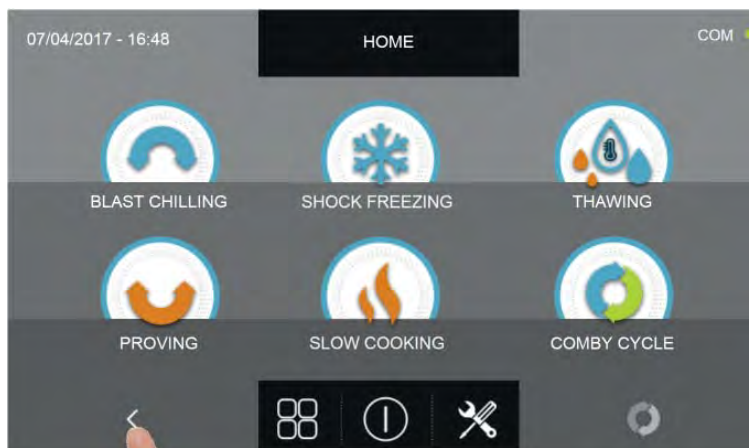 07/04/2017 - 16:48 HOME COM
BLAST CHILLING SHOCK FREEZING THAWING
PROVING SLOW COOKING COMBY CYCLE